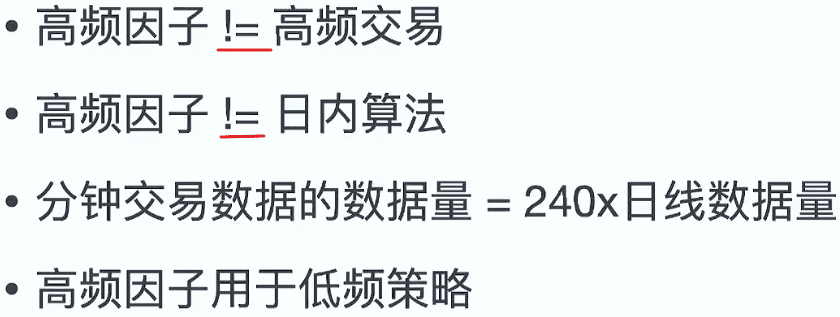 • 高频因子 != 高频交易
• 高频因子 != 日内算法
• 分钟交易数据的数据量 = 240x日线数据量
• 高频因子用于低频策略